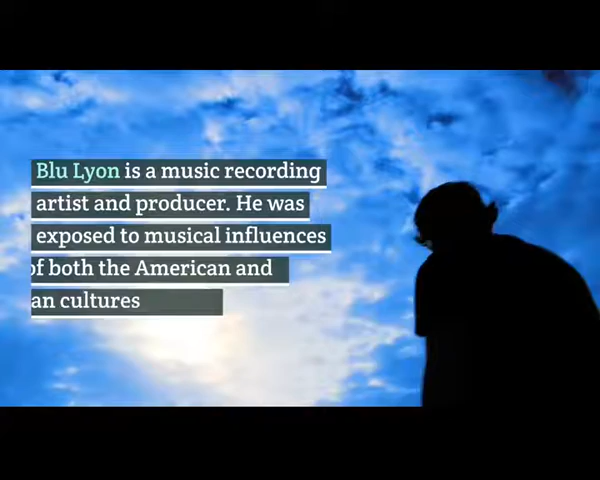 Blu Lyon is a music recording
artist and producer. He was
exposed to musical influences
of both the American and
an cultures